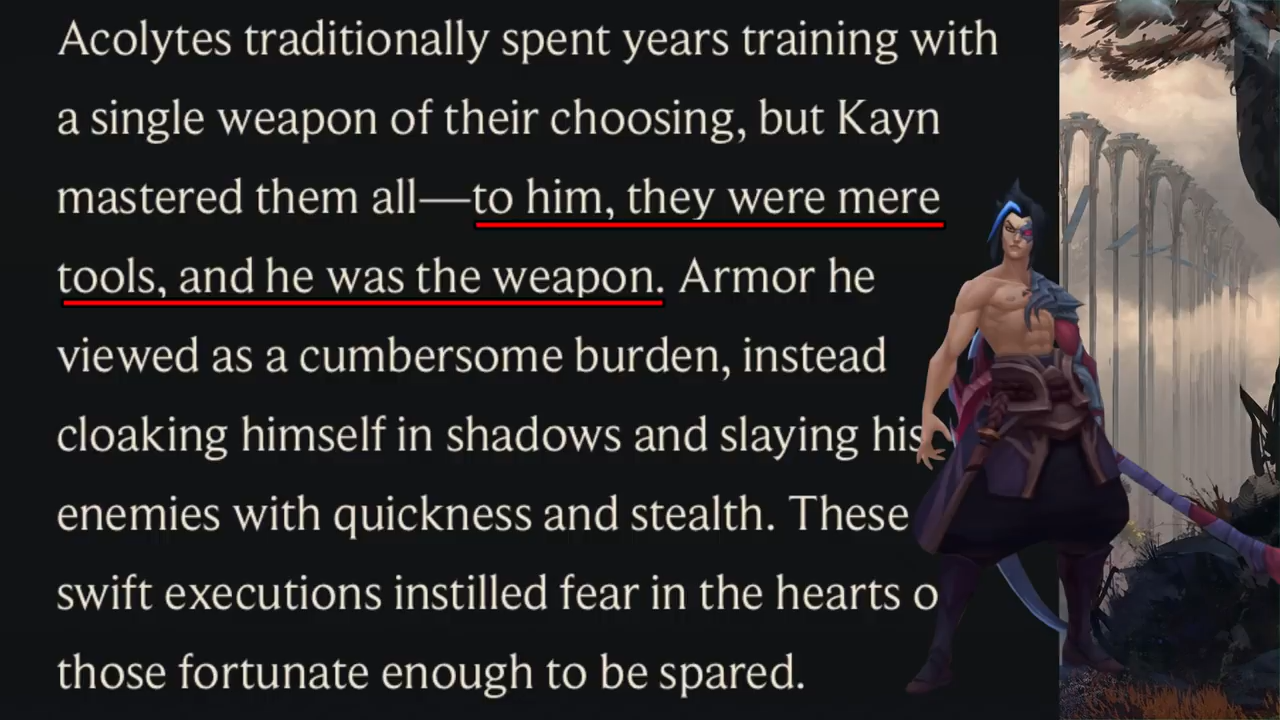 Acolytes traditionally spent years training with
a single weapon of their choosing, but Kayn
mastered them all—to him, they were mere
tools, and he was the weapon. Armor he
viewed as a cumbersome burden, instead
cloaking himself in shadows and slaying his
enemies with quickness and stealth. These
swift executions instilled fear in the hearts o
those fortunate enough to be spared.